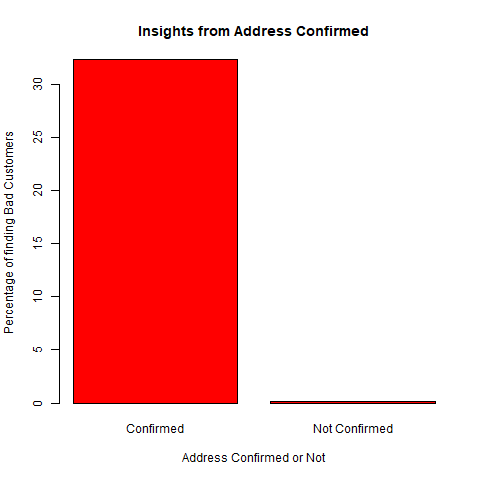 Insights from Address Confirmed
Percentage of finding Bad Customers
30
25
20
15
10
5
0
Confirmed
Not Confirmed
Address Confirmed or Not